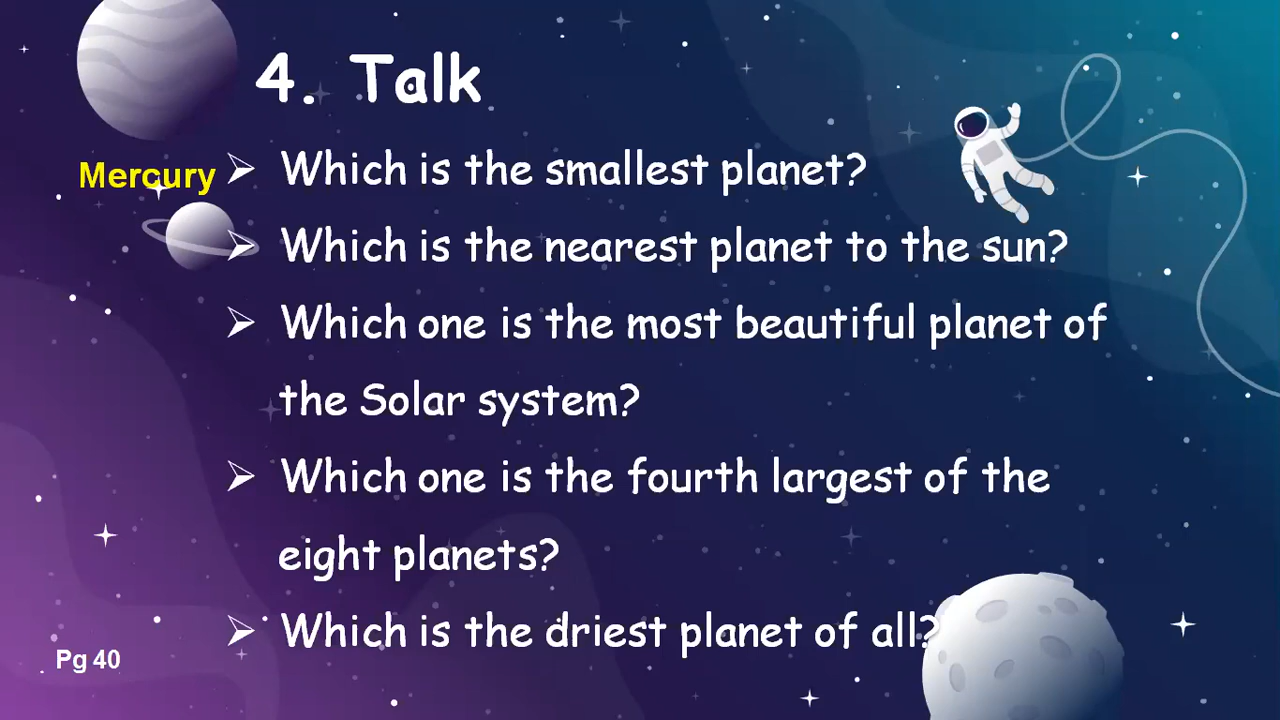 4. Talk
Mercury
➢ Which is the smallest planet?
➢ Which is the nearest planet to the sun?
➢ Which one is the most beautiful planet of
the Solar system?
➢ Which one is the fourth largest of the
eight planets?
➢ Which is the driest planet of all?
Pg 40